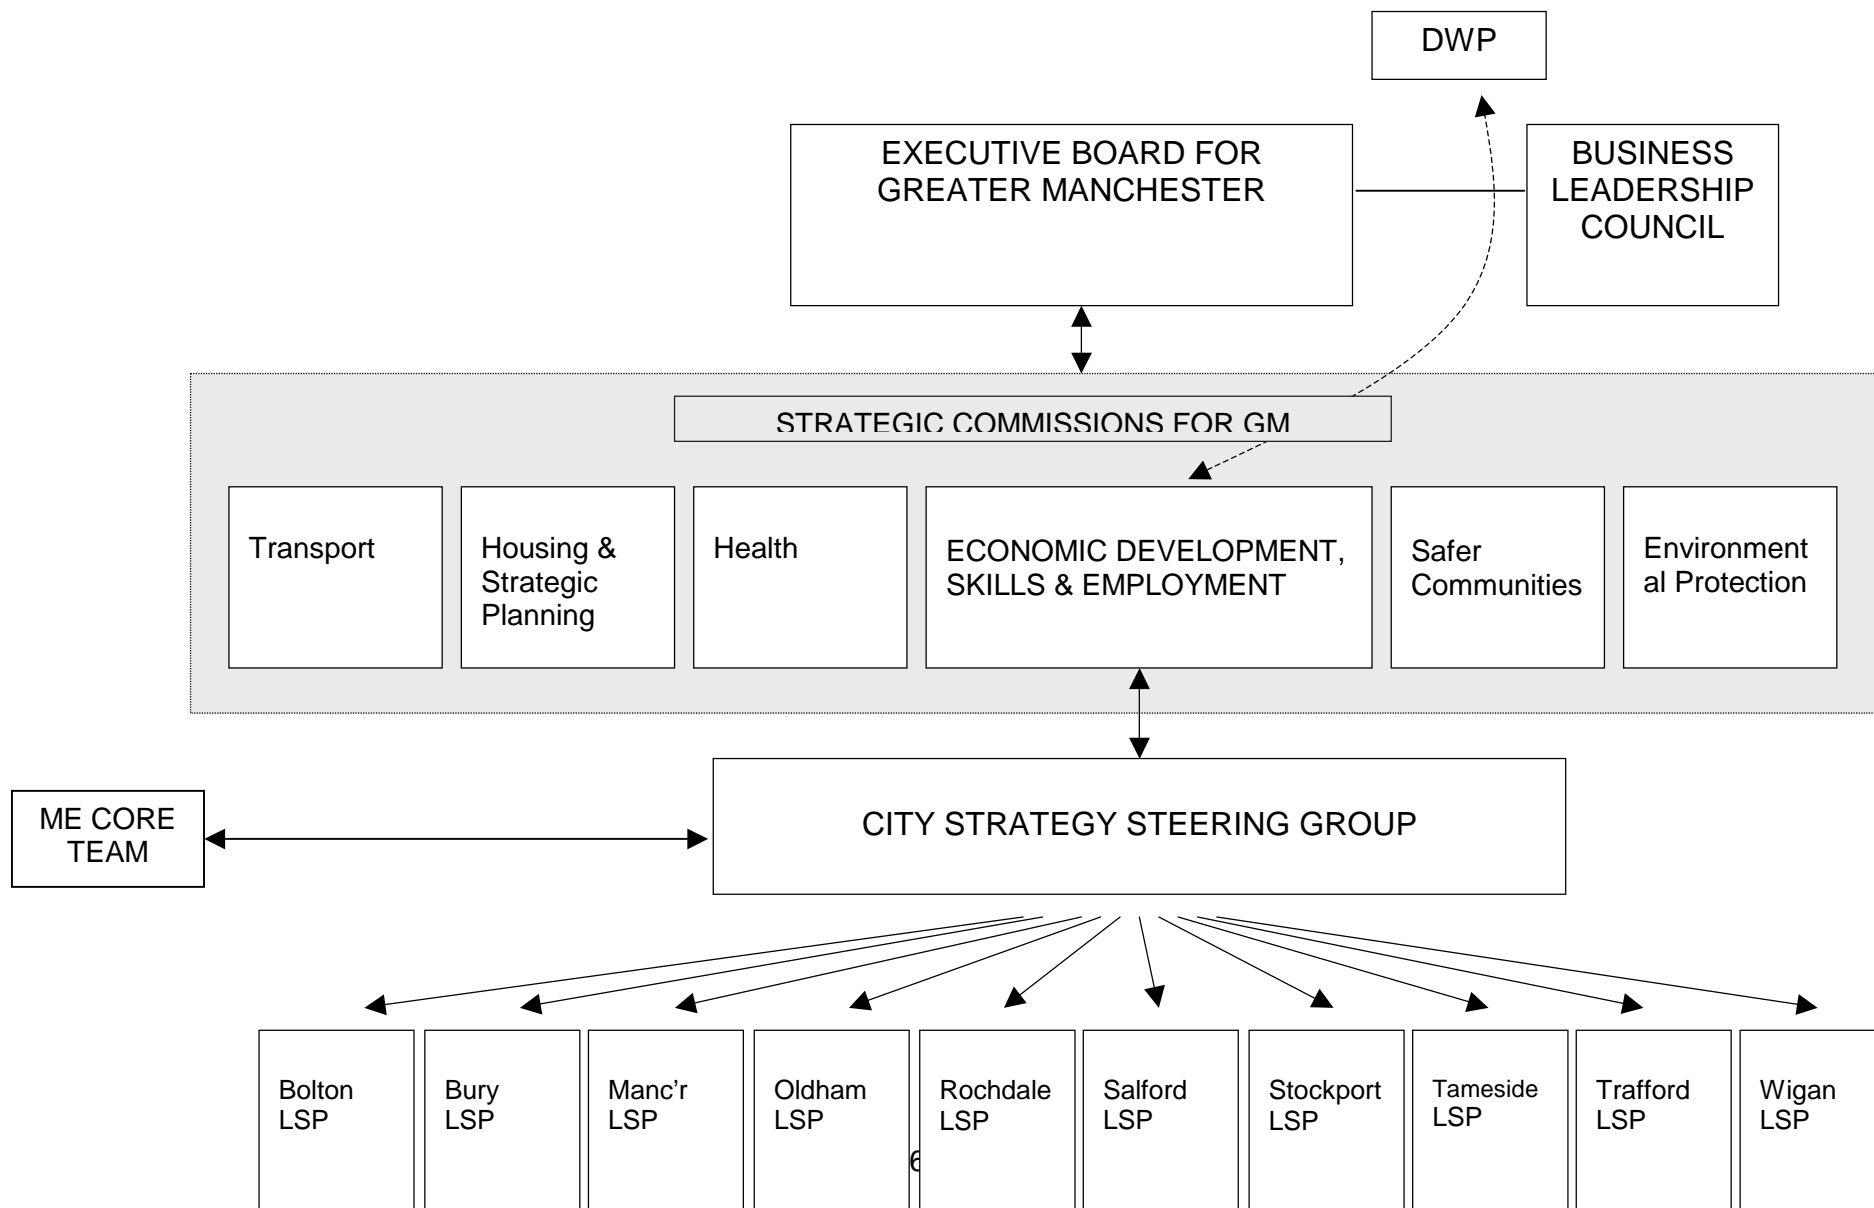 DWP
EXECUTIVE BOARD FOR
GREATER MANCHESTER
BUSINESS
LEADERSHIP
COUNCIL
STRATEGIC COMMISSIONS FOR GM
Transport
Housing &
Strategic
Planning
Health
ECONOMIC DEVELOPMENT,
SKILLS & EMPLOYMENT
Safer
Communities
Environment
al Protection
ME CORE
TEAM
CITY STRATEGY STEERING GROUP
Bolton
LSP
Bury
LSP
Manc'r
LSP
Oldham
LSP
Rochdale
LSP
Salford
LSP
Stockport
LSP
Tameside
LSP
Trafford
LSP
Wigan
LSP